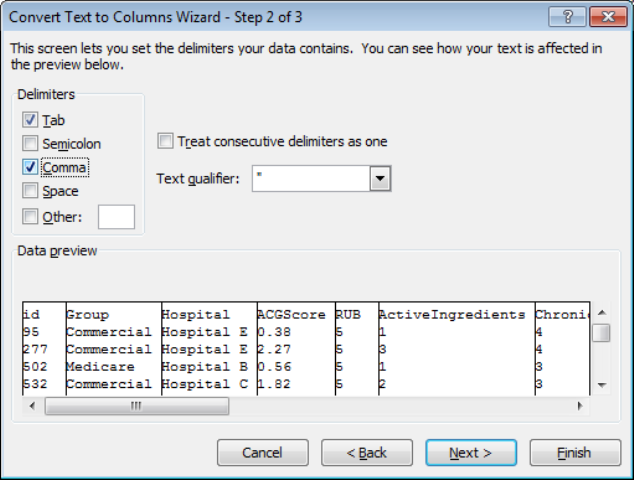 Convert Text to Columns Wizard - Step 2 of 3
This screen lets you set the delimiters your data contains. You can see how your text is affected in
the preview below.
Delimiters
Tab
Semicolon
Comma
Space
Other:
Treat consecutive delimiters as one
Text qualifier: "
Data preview
id Group Hospital ACGScore RUB ActiveIngredients Chronic
95 Commercial Hospital E 0.38 5 1 4
277 Commercial Hospital E 2.27 5 3 4
502 Medicare Hospital B 0.56 5 1 3
532 Commercial Hospital C 1.82 5 2 3
Cancel < Back Next > Finish